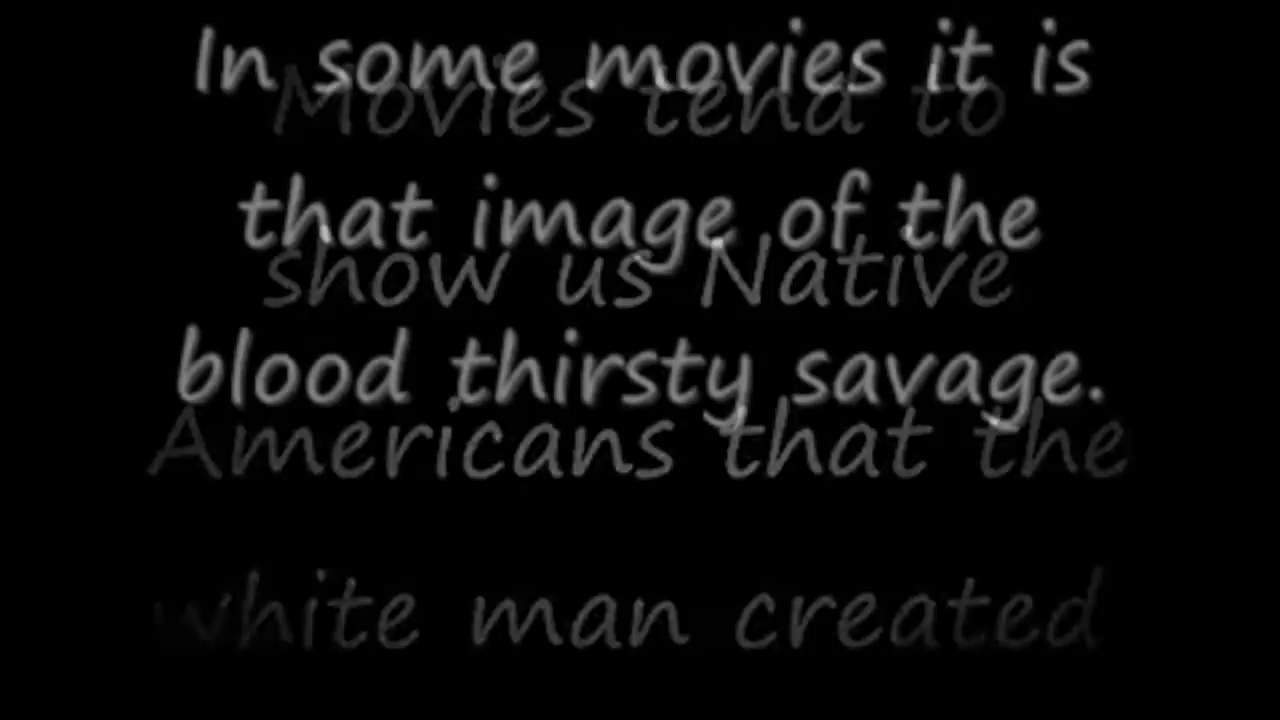 In some movies it is
Movies tend to
that image of the
show us Native
blood thirsty savage.
Americans that the
white man created